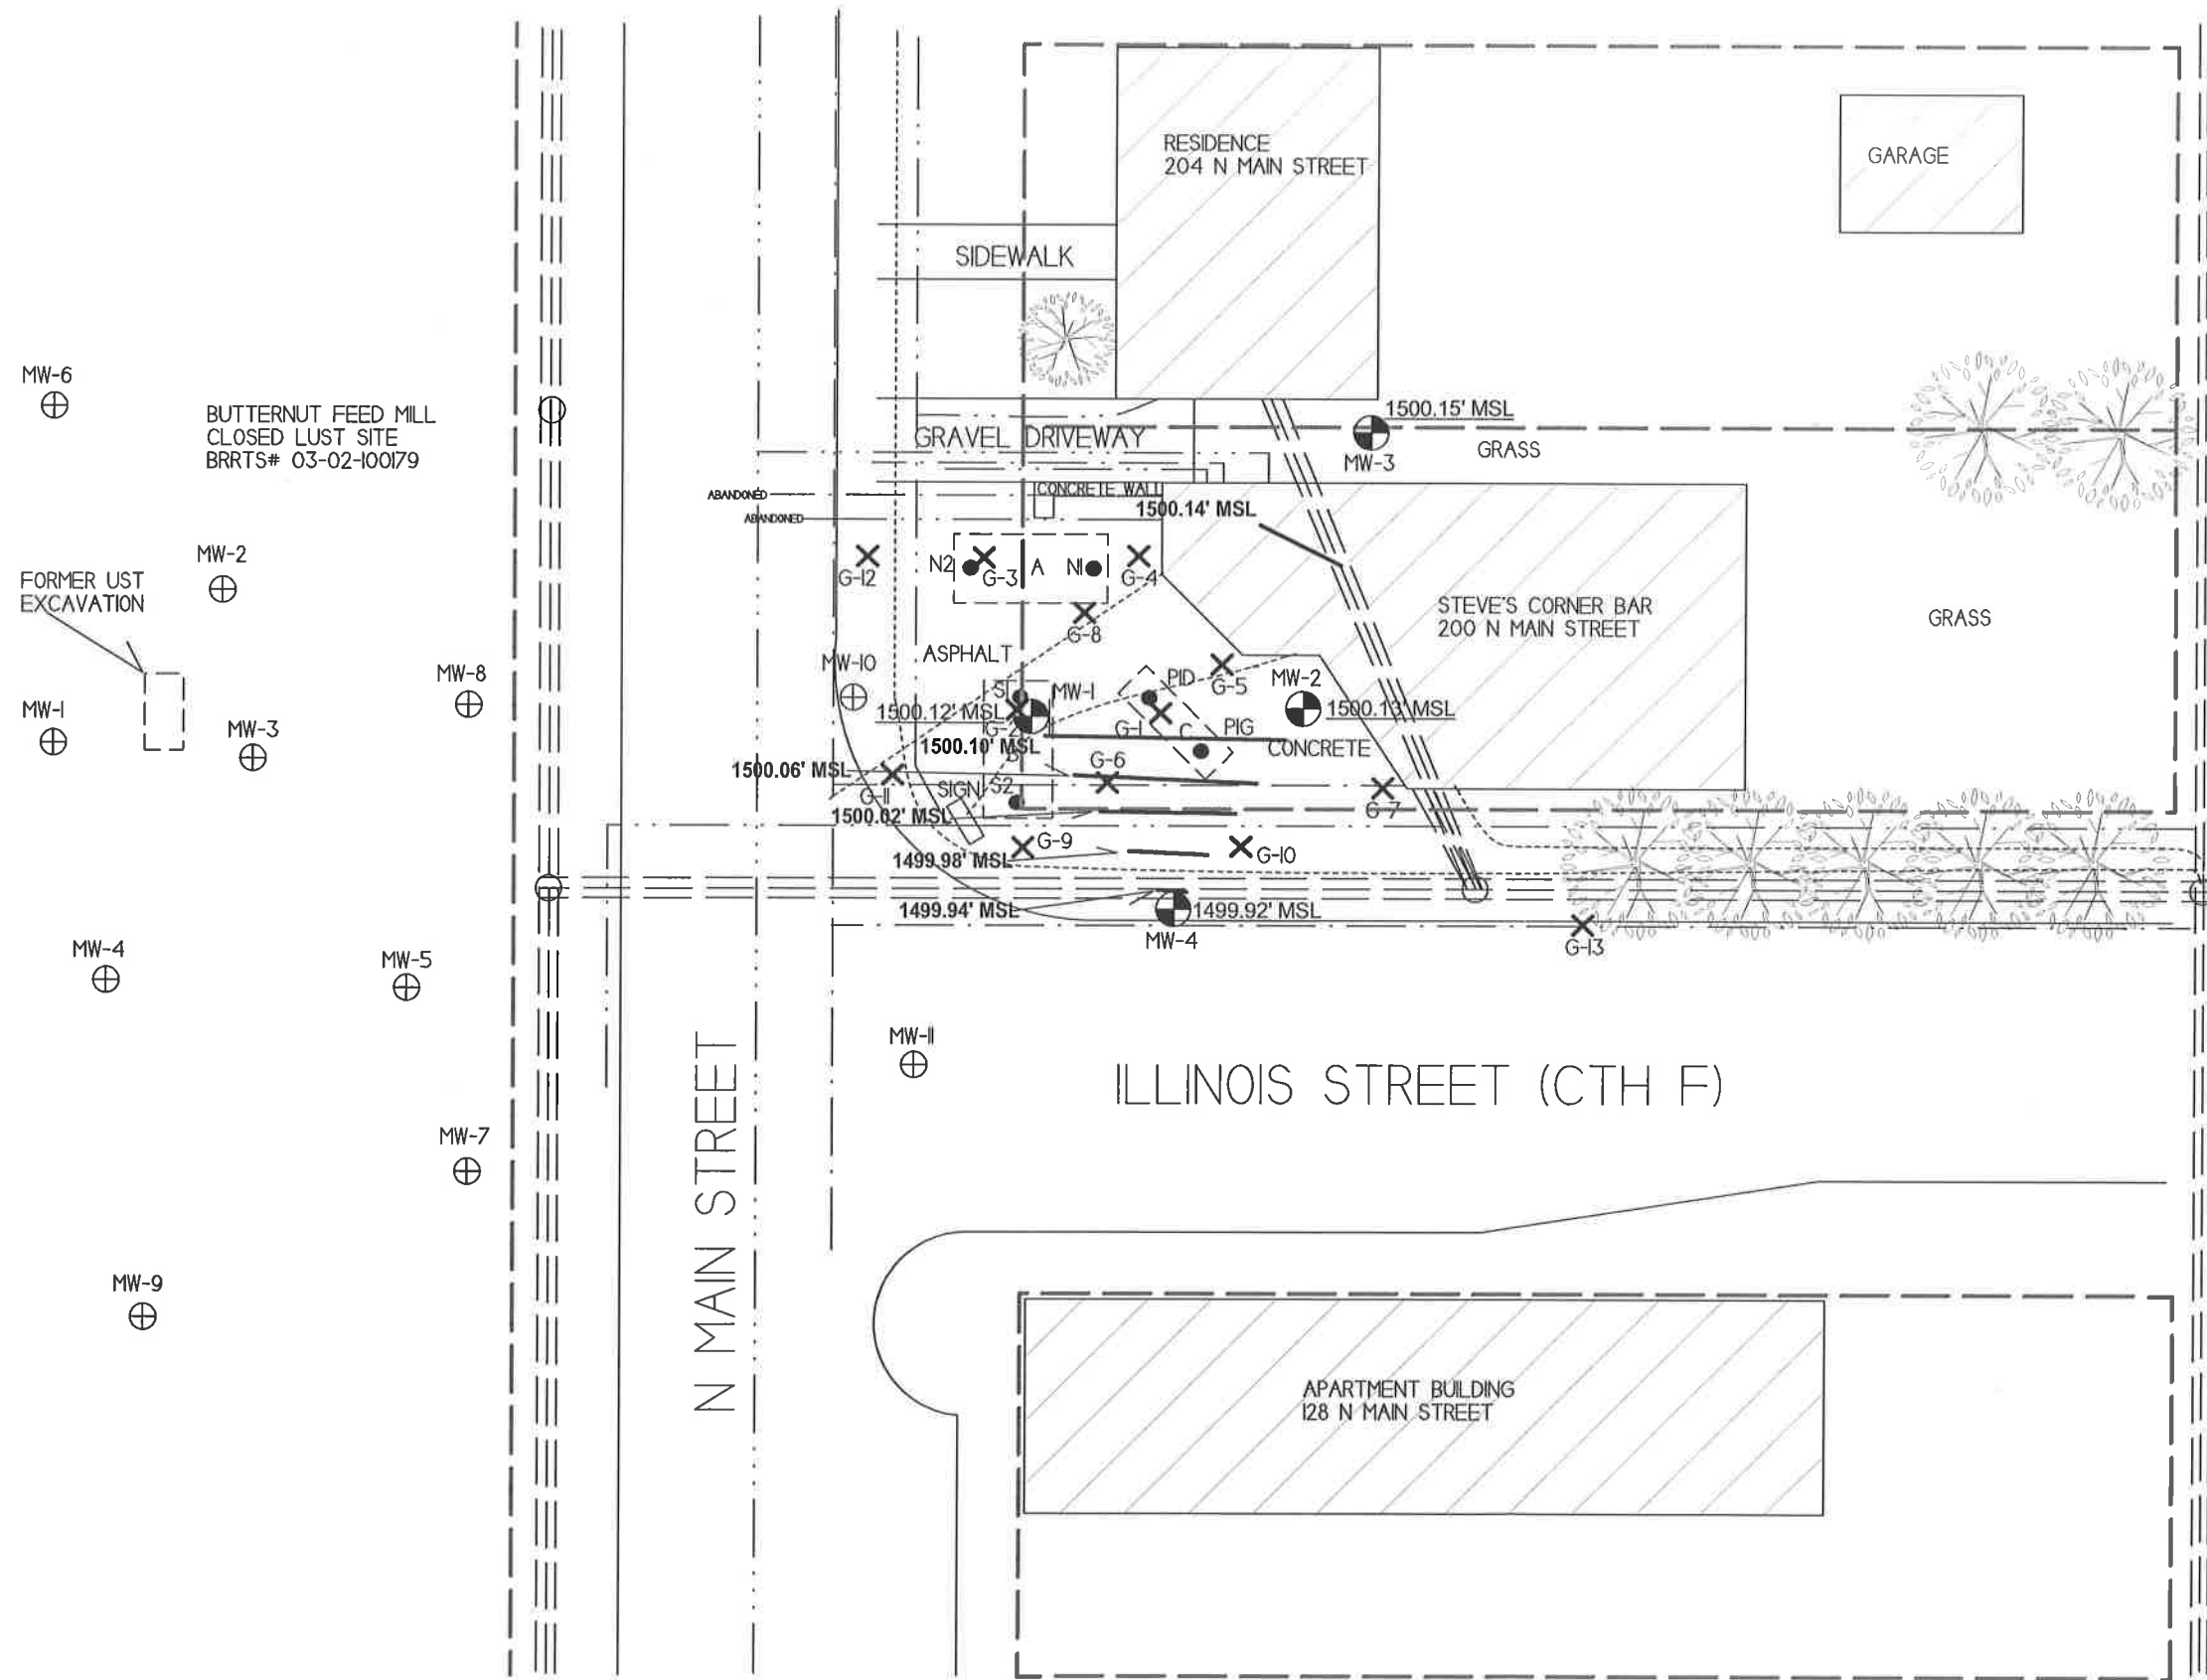 RESIDENCE
204 N MAIN STREET
GARAGE
SIDEWALK
MW-6
BUTTERNUT FEED MILL
CLOSED LUST SITE
BRRTS# 03-02-100179
1500.15' MSL
GRAVEL DRIVEWAY
MW-3
GRASS
ABANDONED
CONCRETE WALL
1500.14' MSL
ABANDONED
MW-2
FORMER UST
EXCAVATION
G-12
N2
G-3
A
N1
G-4
STEVE'S CORNER BAR
200 N MAIN STREET
GRASS
G-8
ASPHALT
MW-10
MW-8
S1
MW-1
PID
G-5
MW-2
MW-1
MW-3
1500.12' MSL
1500.13' MSL
G-2
G-1
C
PIG
1500.10' MSL
B
CONCRETE
1500.06' MSL
G-6
G-11
SIGN
S2
G-7
1500.02' MSL
G-9
G-10
1499.98' MSL
1499.94' MSL
1499.92' MSL
MW-4
G-13
MW-4
MW-5
MW-11
N MAIN STREET
ILLINOIS STREET (CTH F)
MW-7
MW-9
APARTMENT BUILDING
128 N MAIN STREET